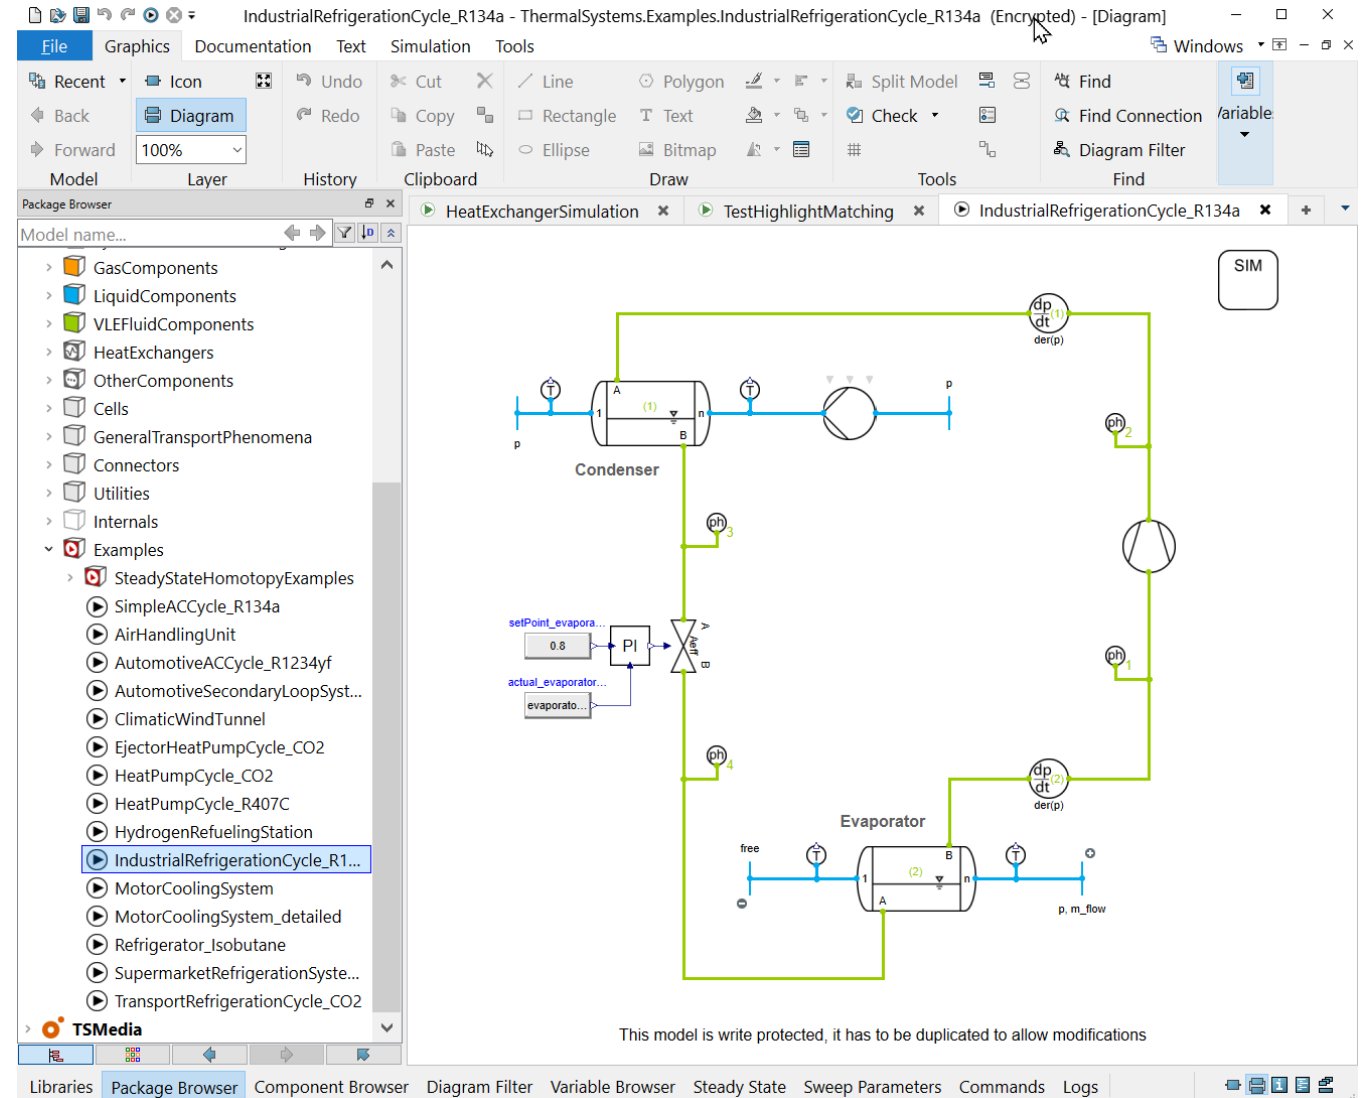 IndustrialRefrigerationCycle_R134a - ThermalSystems.Examples.IndustrialRefrigerationCycle_R134a (Encrypted) - [Diagram]
File Graphics Documentation Text Simulation Tools Windows
Recent Icon Undo Cut Line Polygon Split Model Find
Back Diagram Redo Copy Rectangle Text Check Find Connection
Forward 100% Paste Ellipse Bitmap Diagram Filter
Model Layer History Clipboard Draw Tools Find
Package Browser
Model name...
HeatExchangerSimulation TestHighlightMatching IndustrialRefrigerationCycle_R134a
GasComponents
LiquidComponents
VLEFluidComponents
HeatExchangers
OtherComponents
Cells
GeneralTransportPhenomena
Connectors
Utilities
Internals
Examples
SteadyStateHomotopyExamples
SimpleACCycle_R134a
AirHandlingUnit
AutomotiveACCycle_R1234yf
AutomotiveSecondaryLoopSyst...
ClimaticWindTunnel
EjectorHeatPumpCycle_CO2
HeatPumpCycle_CO2
HeatPumpCycle_R407C
HydrogenRefuelingStation
IndustrialRefrigerationCycle_R1...
MotorCoolingSystem
MotorCoolingSystem_detailed
Refrigerator_Isobutane
SupermarketRefrigerationSyste...
TransportRefrigerationCycle_CO2
TSMedia
SIM
dp
dt
(1)
der(p)
T
T
p
A
(1)
1
n
B
p
Condenser
ph
2
ph
3
setPoint_evapora...
0.8
PI
A
Aeff
B
actual_evaporator...
evaporato...
ph
1
ph
4
dp
dt
(2)
der(p)
Evaporator
free
T
T
B
(2)
1
n
A
p, m_flow
This model is write protected, it has to be duplicated to allow modifications
Libraries Package Browser Component Browser Diagram Filter Variable Browser Steady State Sweep Parameters Commands Logs